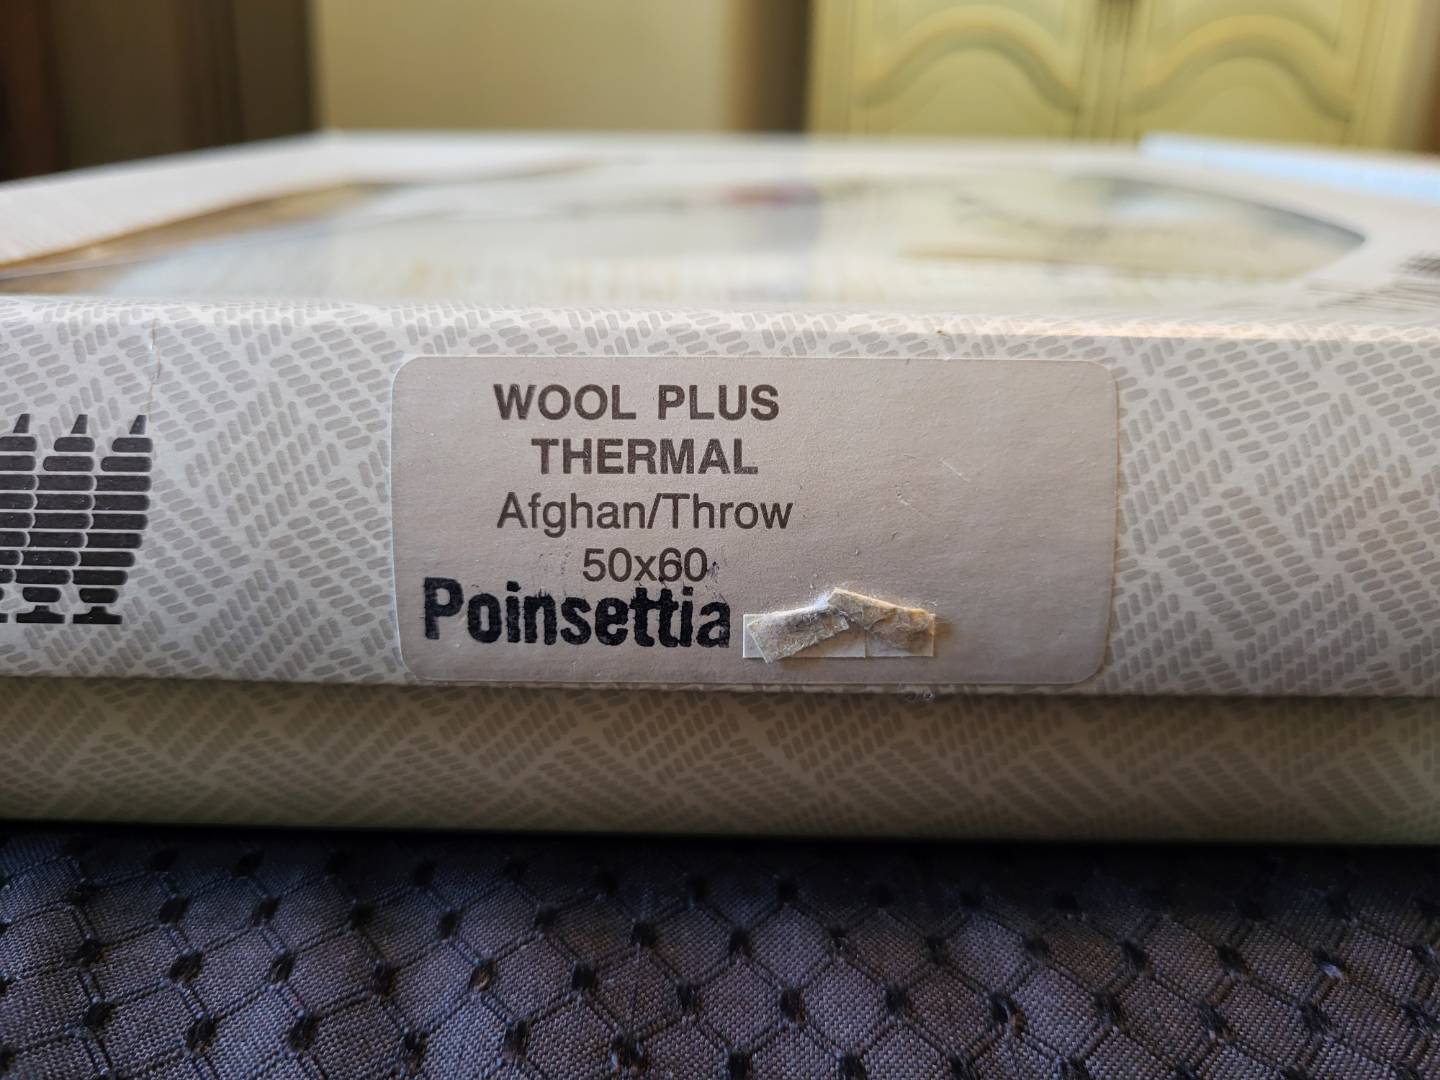 WOOL PLUS
THERMAL
Afghan/Throw
50x60
Poinsettia